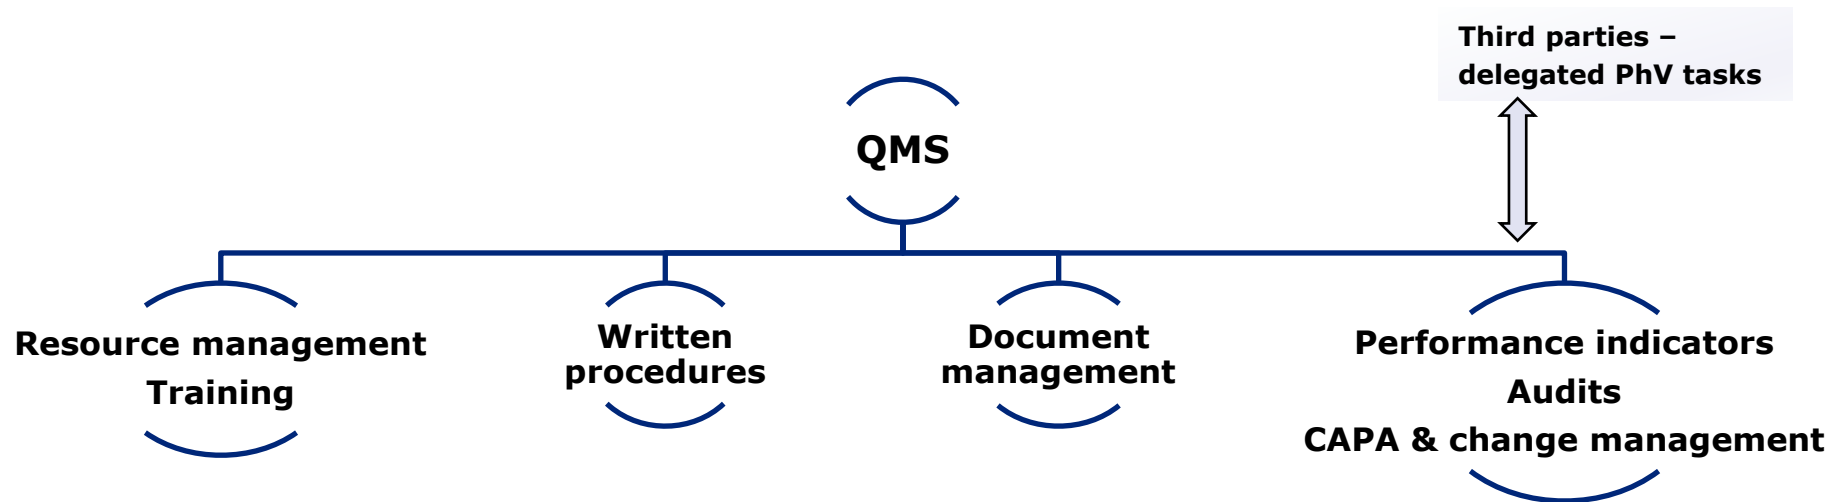 Third parties –
delegated PhV tasks
QMS
Resource management
Training
Written
procedures
Document
management
Performance indicators
Audits
CAPA & change management